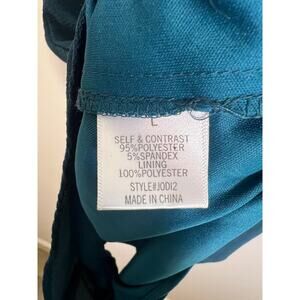 L
SELF & CONTRAST
95%POLYESTER
5%SPANDEX
LINING
100%POLYESTER
STYLE#JODI2
MADE IN CHINA